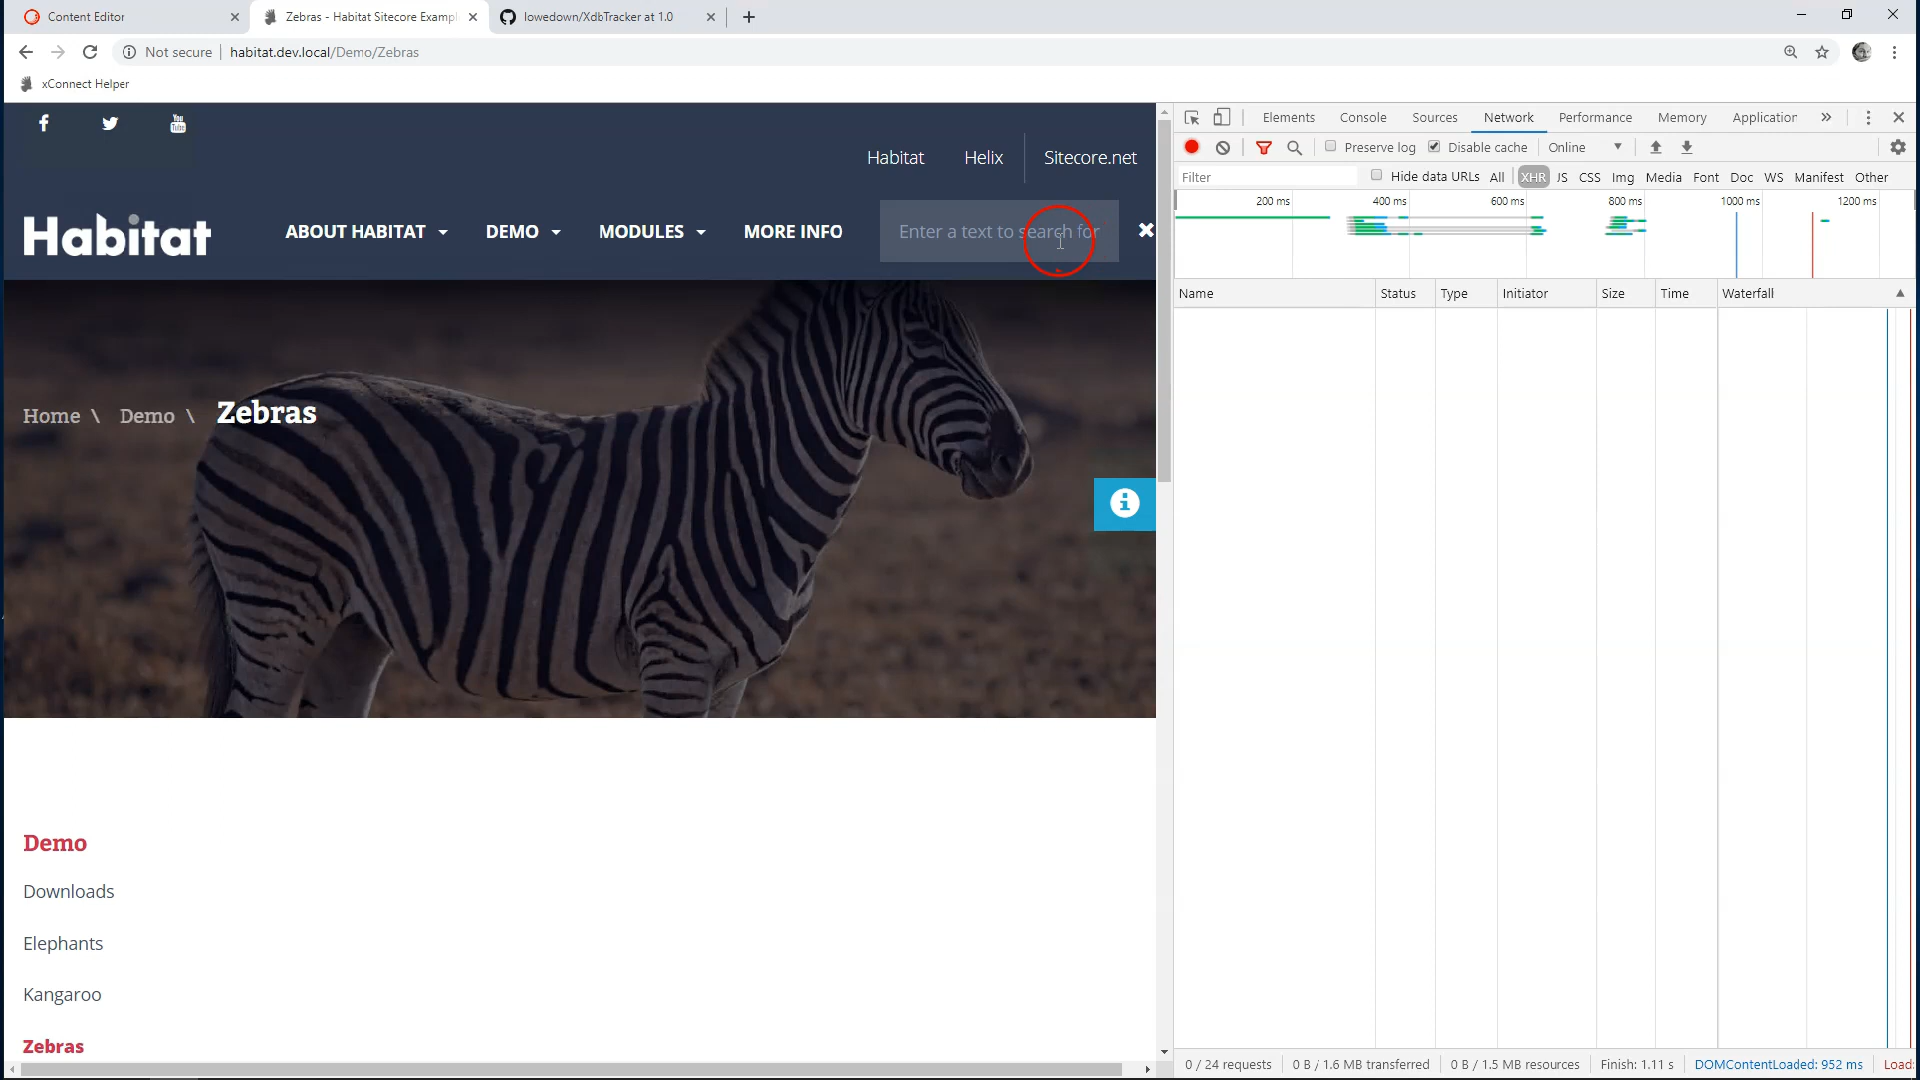 Content Editor
Zebras - Habitat Sitecore Exampl
lowedown/XdbTracker at 1.0
Not secure
habitat.dev.local/Demo/Zebras
xConnect Helper
You
Tube
Habitat
Helix
Sitecore.net
Habitat
ABOUT HABITAT
DEMO
MODULES
MORE INFO
Enter a text to search for
Home \ Demo \ Zebras
Demo
Downloads
Elephants
Kangaroo
Zebras
Elements
Console
Sources
Network
Performance
Memory
Application
Preserve log
Disable cache
Online
Filter
Hide data URLs
All
XHR
JS
CSS
Img
Media
Font
Doc
WS
Manifest
Other
200 ms
400 ms
600 ms
800 ms
1000 ms
1200 ms
Name
Status
Type
Initiator
Size
Time
Waterfall
0 / 24 requests
0 B / 1.6 MB transferred
0 B / 1.5 MB resources
Finish: 1.11 s
DOMContentLoaded: 952 ms
Load: